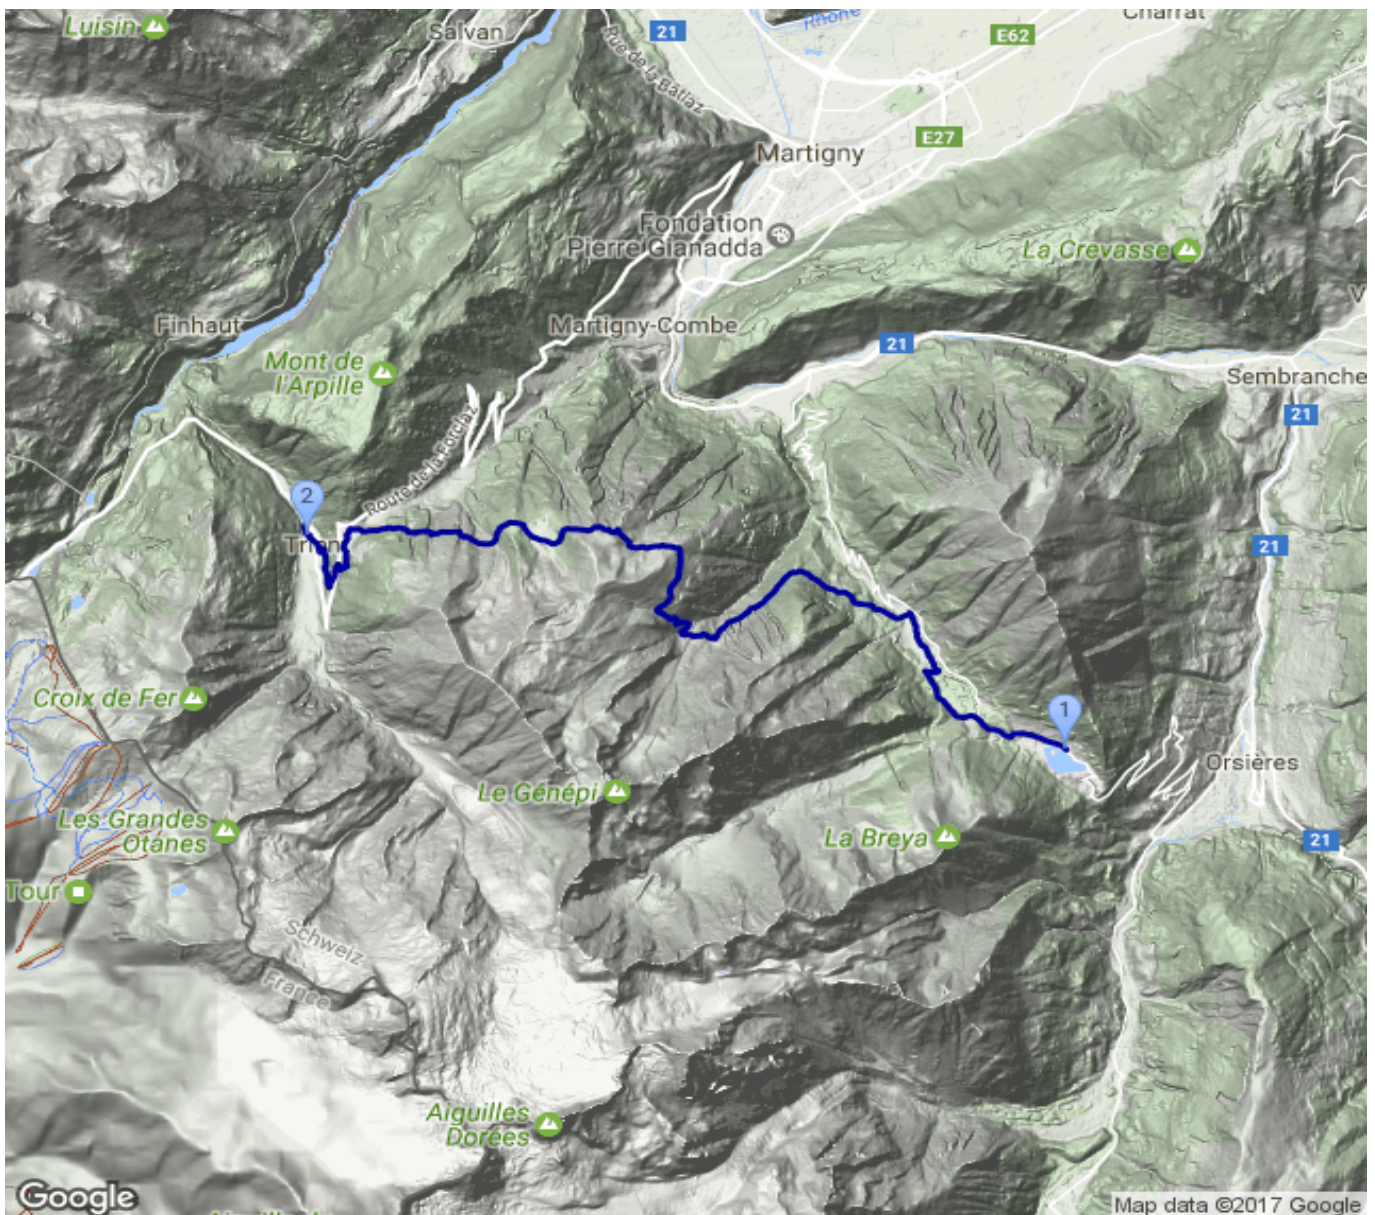 Luisin
Salvan
21
Rhône
Charrat
E62
Rue de la Bâtiaz
E27
Martigny
Fondation
Pierre Gianadda
La Crevasse
Finhaut
Martigny-Combe
21
Mont de
l'Arpille
Sembranche
21
Route de la Forclaz
2
21
Croix de Fer
1
Orsières
Le Génépi
Les Grandes
Otanes
La Breya
21
Tour
Schweiz
France
Aiguilles
Dorées
Google
Map data ©2017 Google